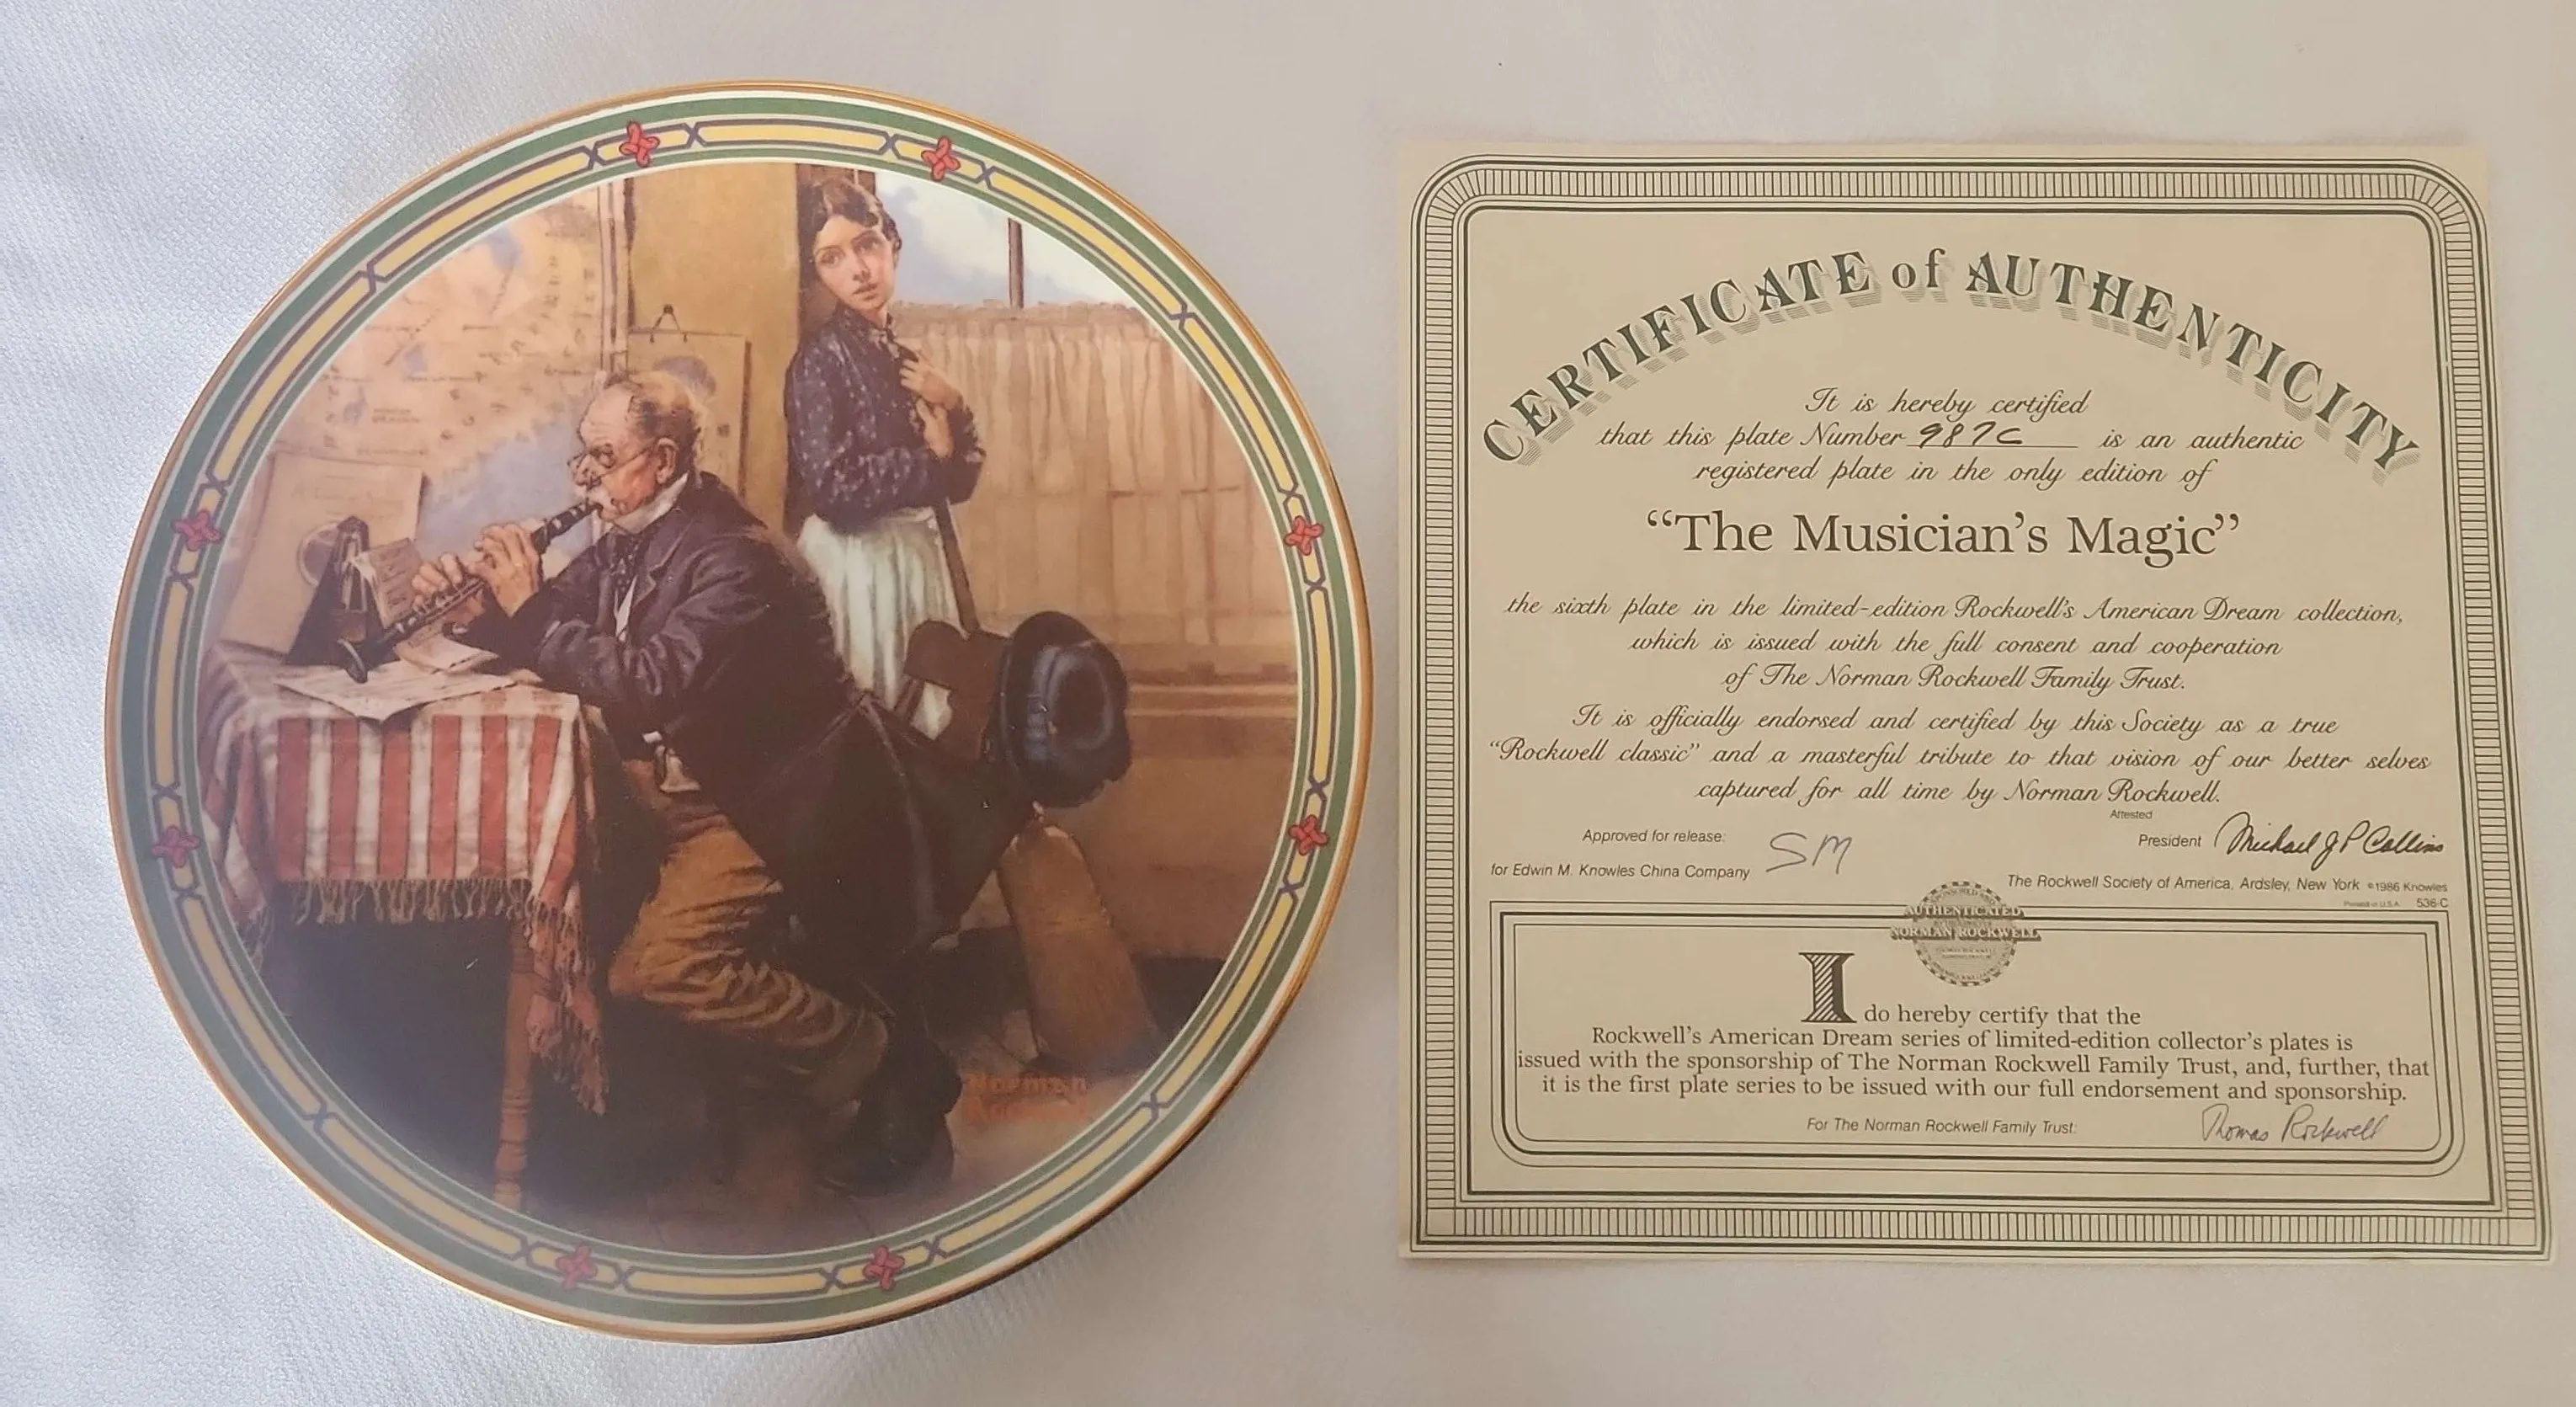 Norman
Rockwell
CERTIFICATE of AUTHENTICITY
It is hereby certified
that this plate Number 987C is an authentic
registered plate in the only edition of
“The Musician’s Magic”
the sixth plate in the limited-edition Rockwell’s American Dream collection,
which is issued with the full consent and cooperation
of The Norman Rockwell Family Trust.
It is officially endorsed and certified by this Society as a true
“Rockwell classic” and a masterful tribute to that vision of our better selves
captured for all time by Norman Rockwell.
Attested
Approved for release: SM
President Michael J P Collins
for Edwin M. Knowles China Company
The Rockwell Society of America, Ardsley, New York ©1986 Knowles
Printed in U.S.A. 536-C
AUTHENTICATED
NORMAN ROCKWELL
I do hereby certify that the
Rockwell’s American Dream series of limited-edition collector’s plates is
issued with the sponsorship of The Norman Rockwell Family Trust, and, further, that
it is the first plate series to be issued with our full endorsement and sponsorship.
For The Norman Rockwell Family Trust: Thomas Rockwell